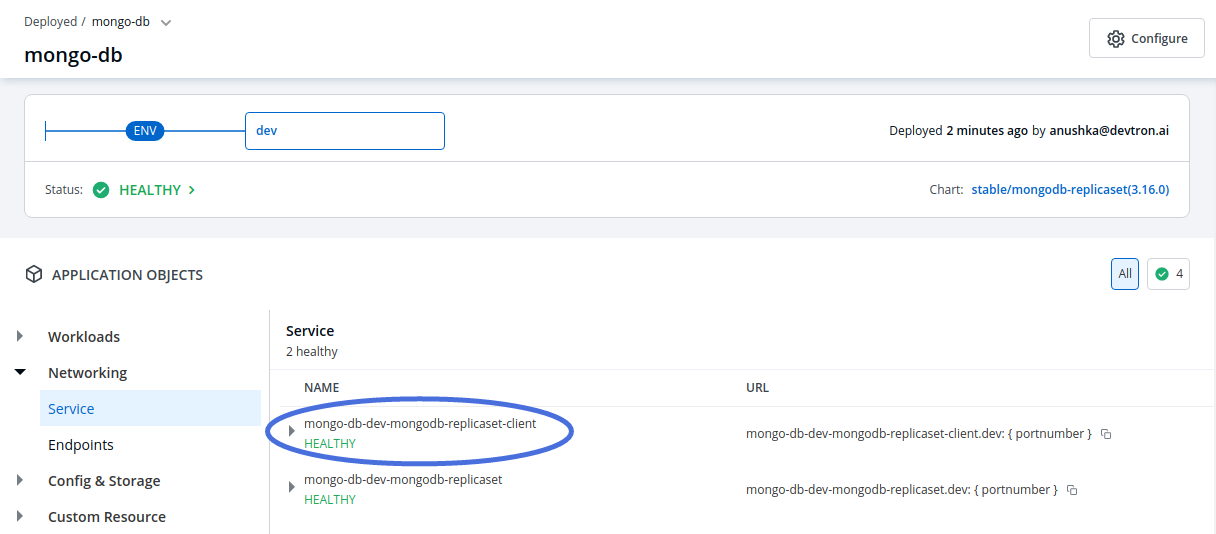 Deployed / mongo-db
mongo-db
Configure
ENV
dev
Deployed 2 minutes ago by anushka@devtron.ai
Status: HEALTHY
Chart: stable/mongodb-replicaset(3.16.0)
APPLICATION OBJECTS
All
4
Workloads
Networking
Service
Endpoints
Config & Storage
Custom Resource
Service
2 healthy
NAME URL
mongo-db-dev-mongodb-replicaset-client
HEALTHY
mongo-db-dev-mongodb-replicaset-client.dev: { portnumber }
mongo-db-dev-mongodb-replicaset
HEALTHY
mongo-db-dev-mongodb-replicaset.dev: { portnumber }